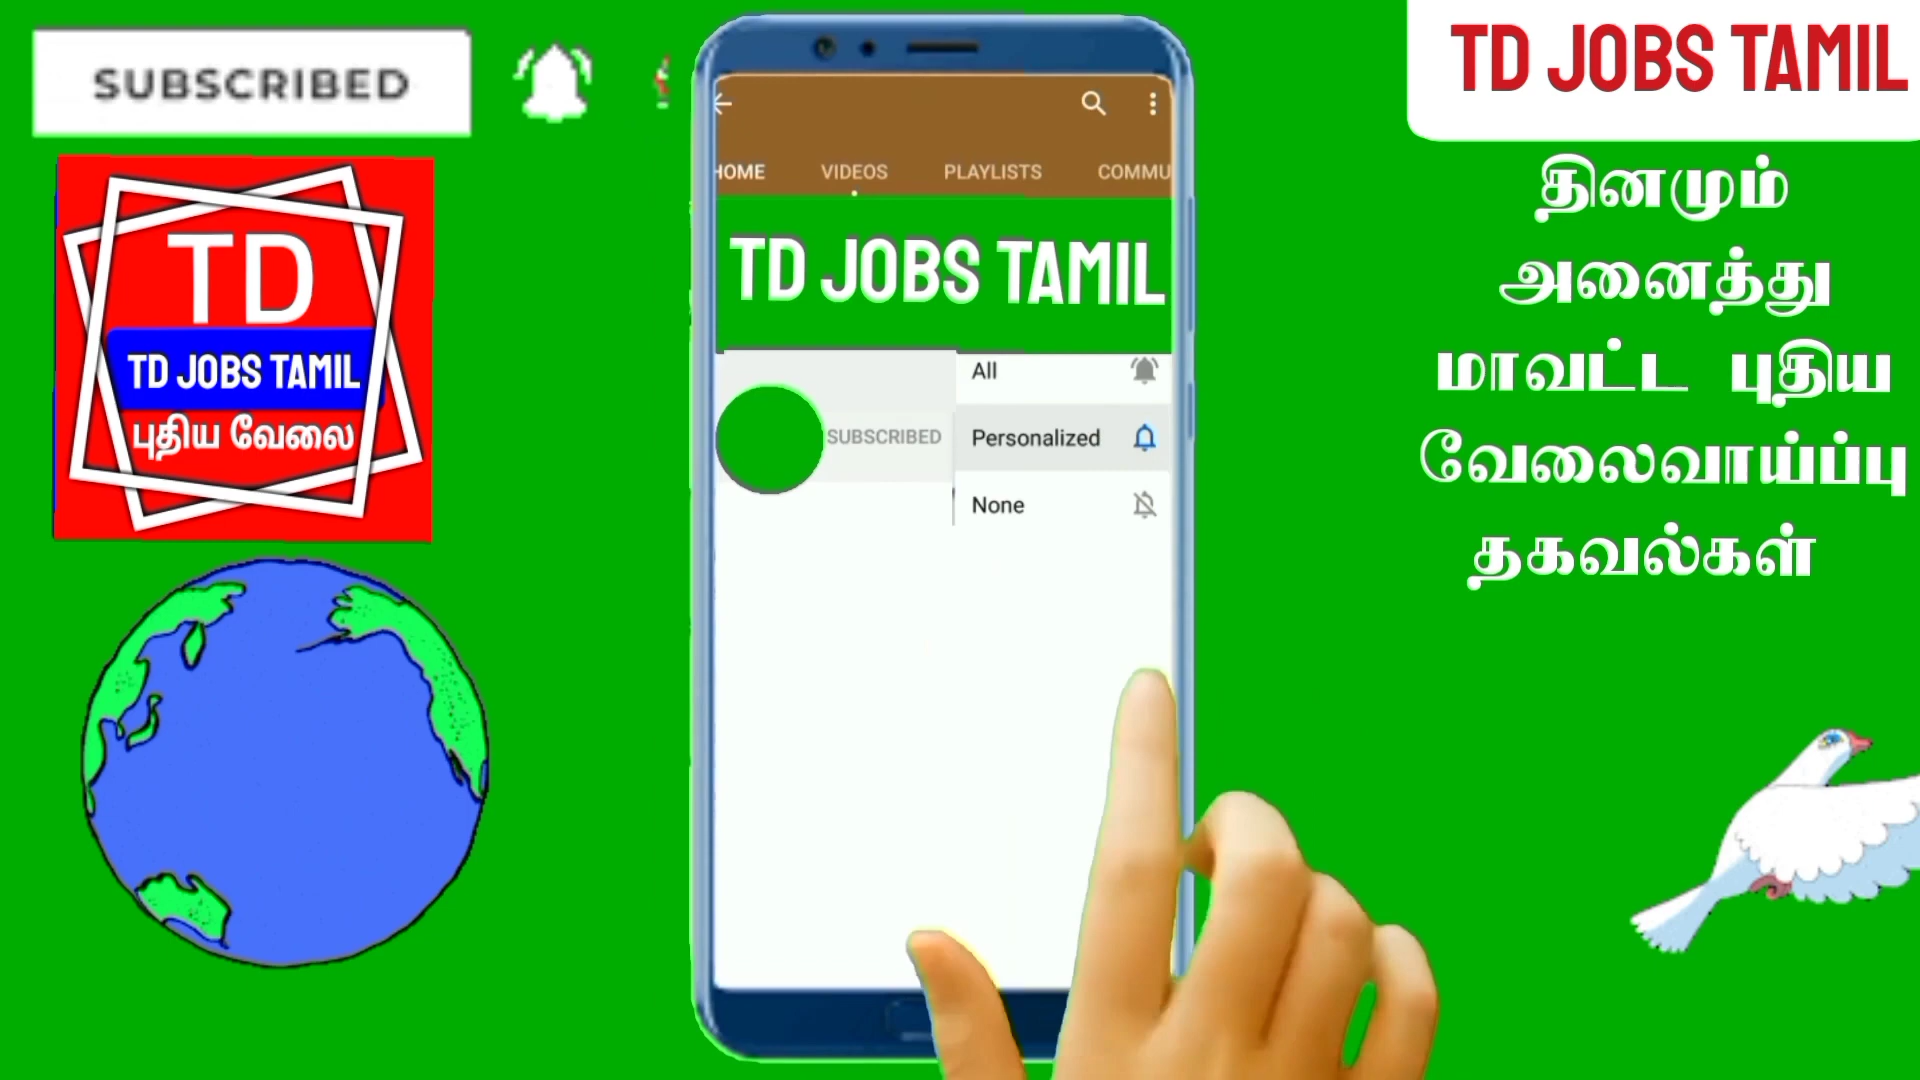 SUBSCRIBED
TD
TD JOBS TAMIL
புதிய வேலை
HOME VIDEOS PLAYLISTS COMMU
TD JOBS TAMIL
All
SUBSCRIBED
Personalized
None
TD JOBS TAMIL
தினமும்
அனைத்து
மாவட்ட புதிய
வேலைவாய்ப்பு
தகவல்கள்